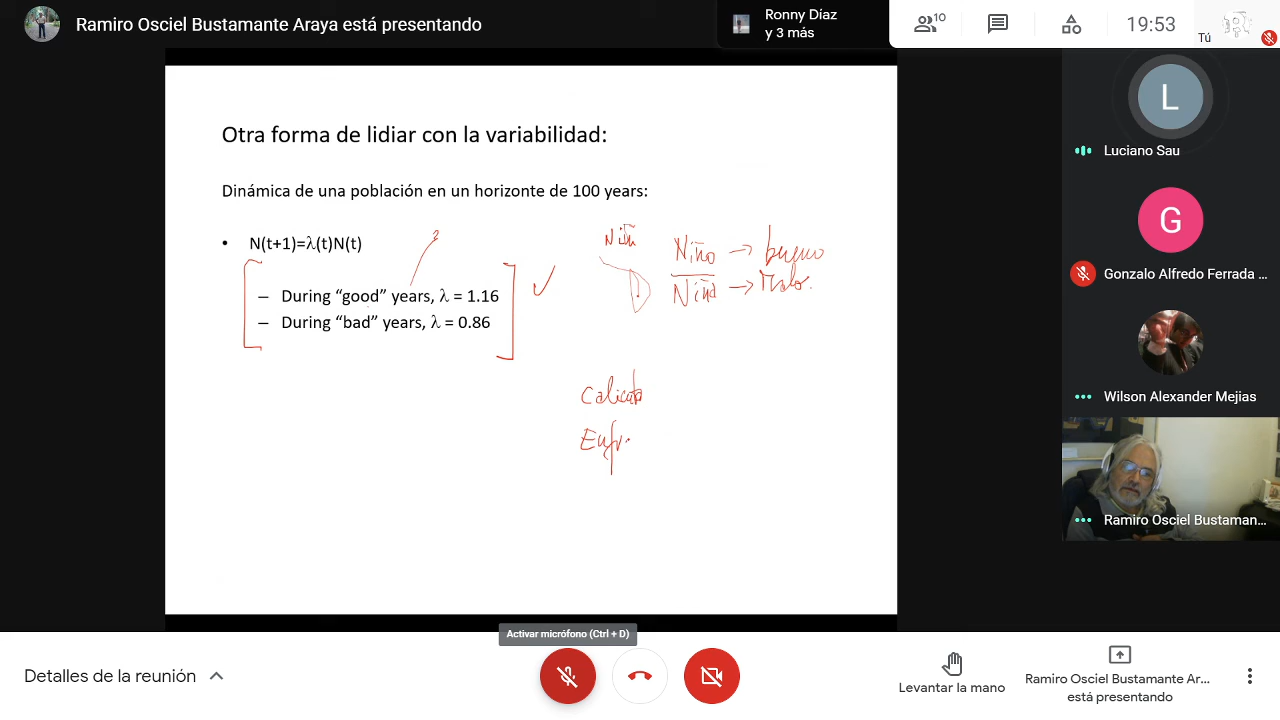 Ramiro Osciel Bustamante Araya está presentando
Ronny Díaz
y 3 más
10
19:53
Tú
Otra forma de lidiar con la variabilidad:
Dinámica de una población en un horizonte de 100 years:
• N(t+1)=λ(t)N(t)
– During “good” years, λ = 1.16
– During “bad” years, λ = 0.86
Niñ
Niño → bueno
Niña → Malo.
Calicata
Enfr.
L
Luciano Sau
G
Gonzalo Alfredo Ferrada ...
Wilson Alexander Mejias
Ramiro Osciel Bustaman...
Activar micrófono (Ctrl + D)
Detalles de la reunión
Levantar la mano
Ramiro Osciel Bustamante Ar...
está presentando